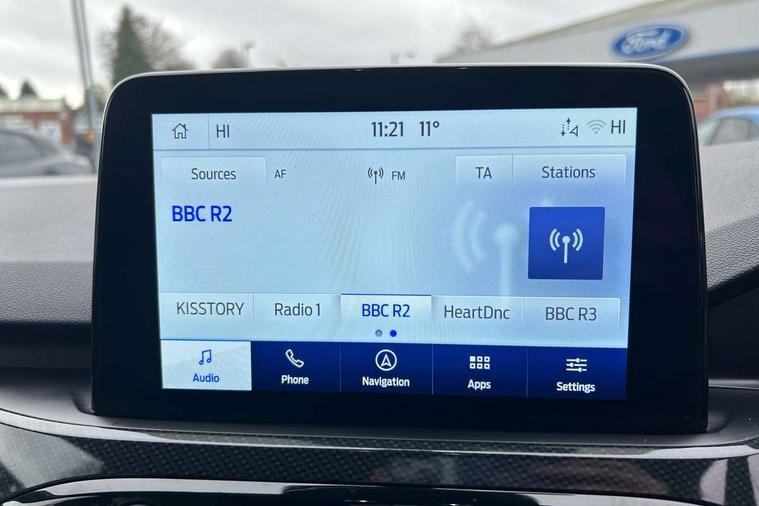 Ford
HI 11:21 11° HI
Sources AF FM TA Stations
BBC R2
KISSTORY Radio 1 BBC R2 HeartDnc BBC R3
Audio Phone Navigation Apps Settings